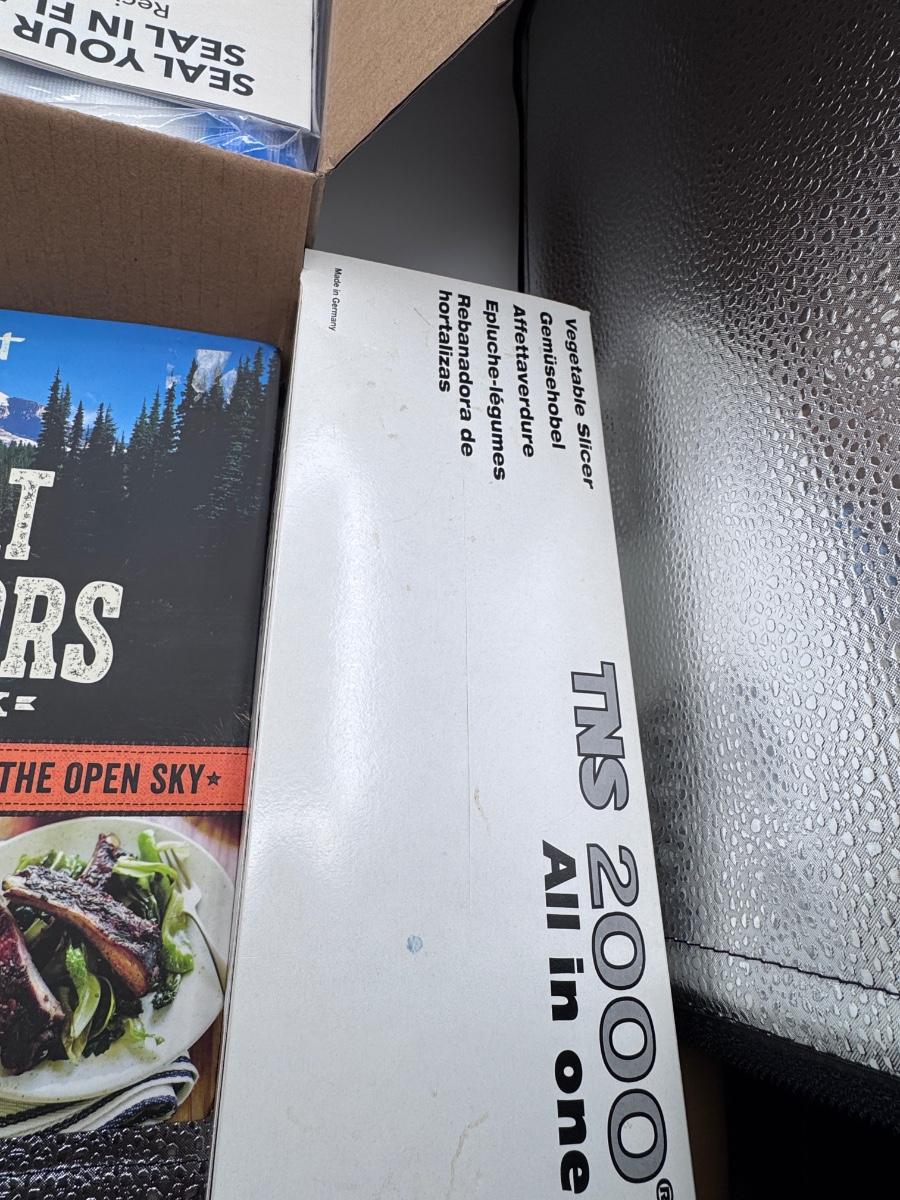 SEAL YOUR
SEAL IN FL
Reci
Made in Germany
Vegetable Slicer
Gemüsehobel
Affettaverdure
Epluche-légumes
Rebanadora de
hortalizas
TNS 2000®
All in one
T
ORS
THE OPEN SKY★